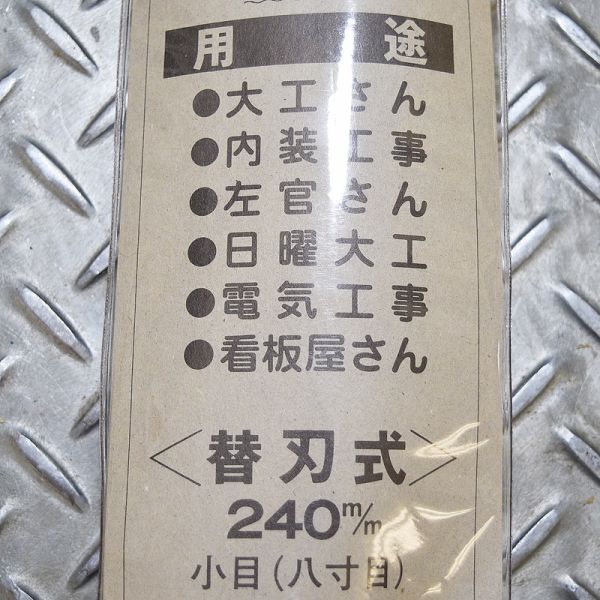 用途
●大工さん
●内装工事
●左官さん
●日曜大工
●電気工事
●看板屋さん
＜替刃式＞
240m/m
小目(八寸目)